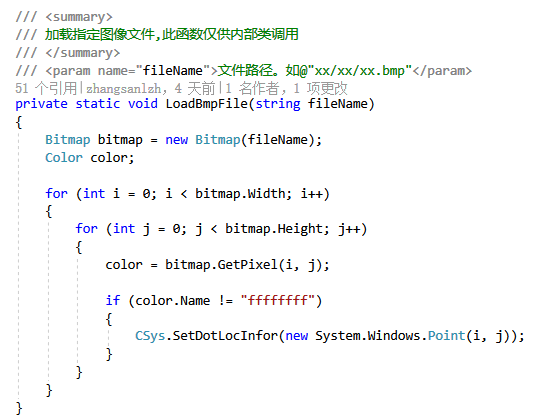 /// <summary>
/// 加载指定图像文件,此函数仅供内部类调用
/// </summary>
/// <param name="fileName">文件路径。如@"xx/xx/xx.bmp"</param>
51 个引用|zhangsanlzh，4 天前|1 名作者，1 项更改
private static void LoadBmpFile(string fileName)
{
    Bitmap bitmap = new Bitmap(fileName);
    Color color;

    for (int i = 0; i < bitmap.Width; i++)
    {
        for (int j = 0; j < bitmap.Height; j++)
        {
            color = bitmap.GetPixel(i, j);

            if (color.Name != "ffffffff")
            {
                CSys.SetDotLocInfor(new System.Windows.Point(i, j));
            }
        }
    }
}